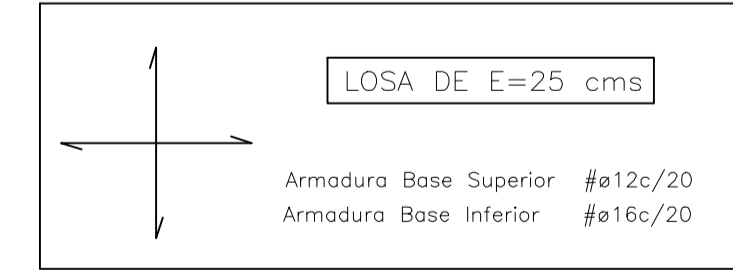 LOSA DE E=25 cms
Armadura Base Superior #ø12c/20
Armadura Base Inferior #ø16c/20